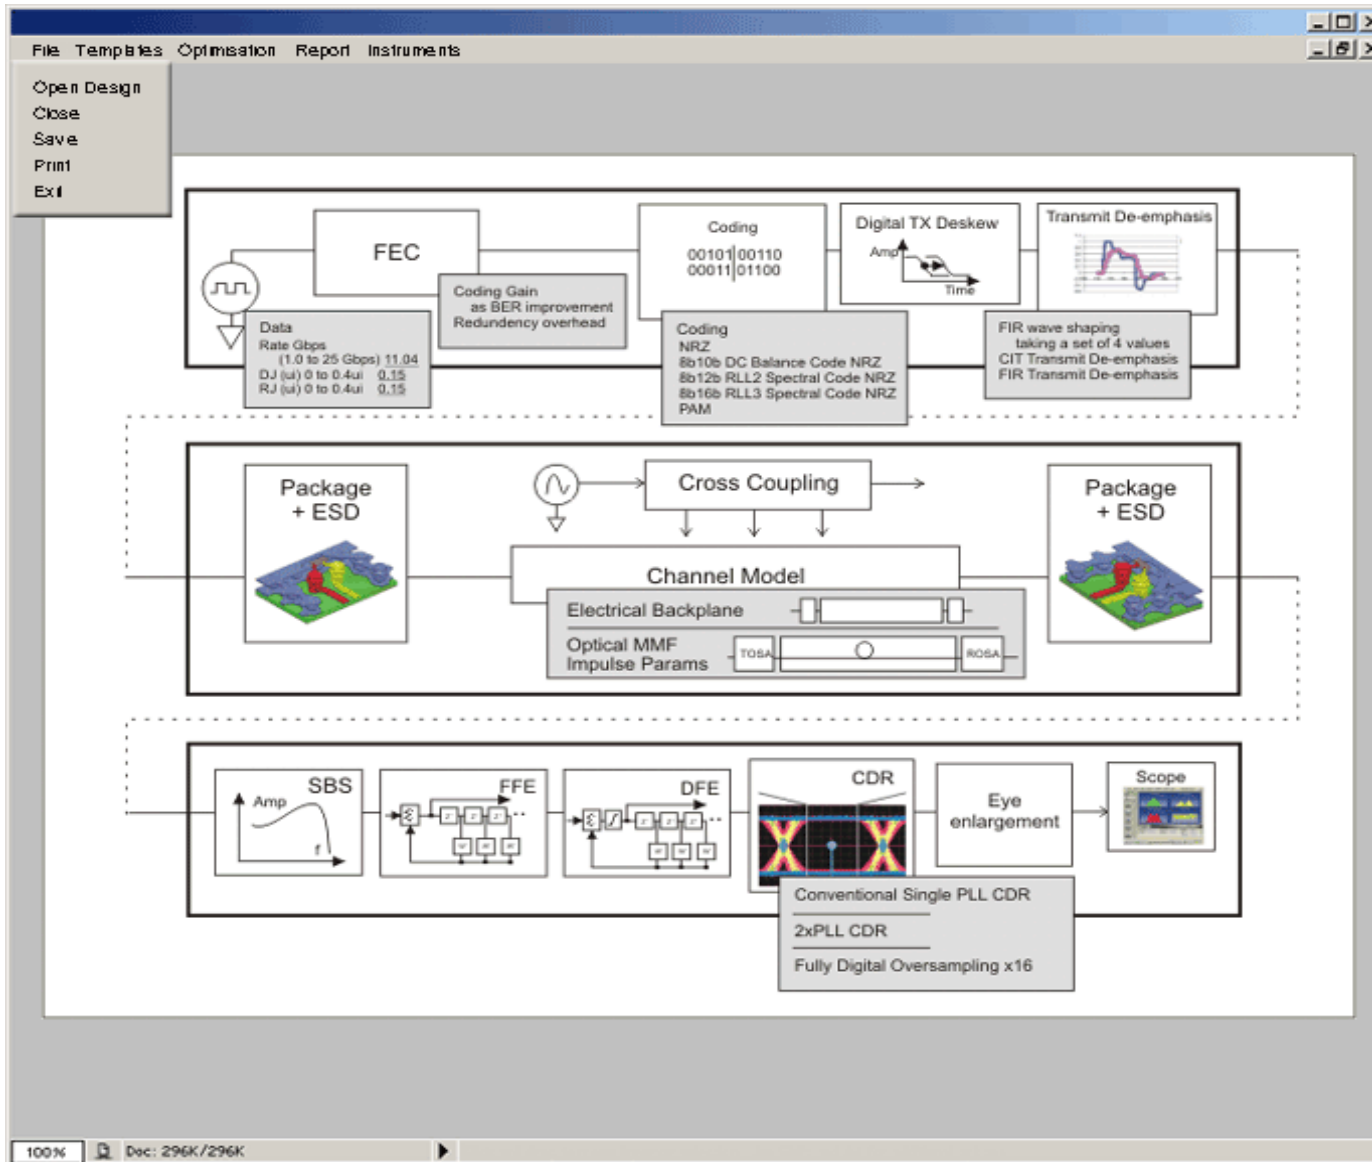 File Templates Optimisation Report Instruments
Open Design
Close
Save
Print
Exit
FEC
Coding
00101 00110
00011 01100
Digital TX Deskew
Amp
Time
Transmit De-emphasis
Coding Gain
as BER improvement
Redundency overhead
Data
Rate Gbps
(1.0 to 25 Gbps) 11.04
DJ (ui) 0 to 0.4ui 0.15
RJ (ui) 0 to 0.4ui 0.15
Coding
NRZ
8b10b DC Balance Code NRZ
8b12b RLL2 Spectral Code NRZ
8b16b RLL3 Spectral Code NRZ
PAM
FIR wave shaping
taking a set of 4 values
CIT Transmit De-emphasis
FIR Transmit De-emphasis
Package
+ ESD
Cross Coupling
Package
+ ESD
Channel Model
Electrical Backplane
Optical MMF
Impulse Params
TOSA
ROSA
SBS
Amp
f
FFE
DFE
CDR
Eye
enlargement
Scope
Conventional Single PLL CDR
2xPLL CDR
Fully Digital Oversampling x16
100% Doc: 296K/296K